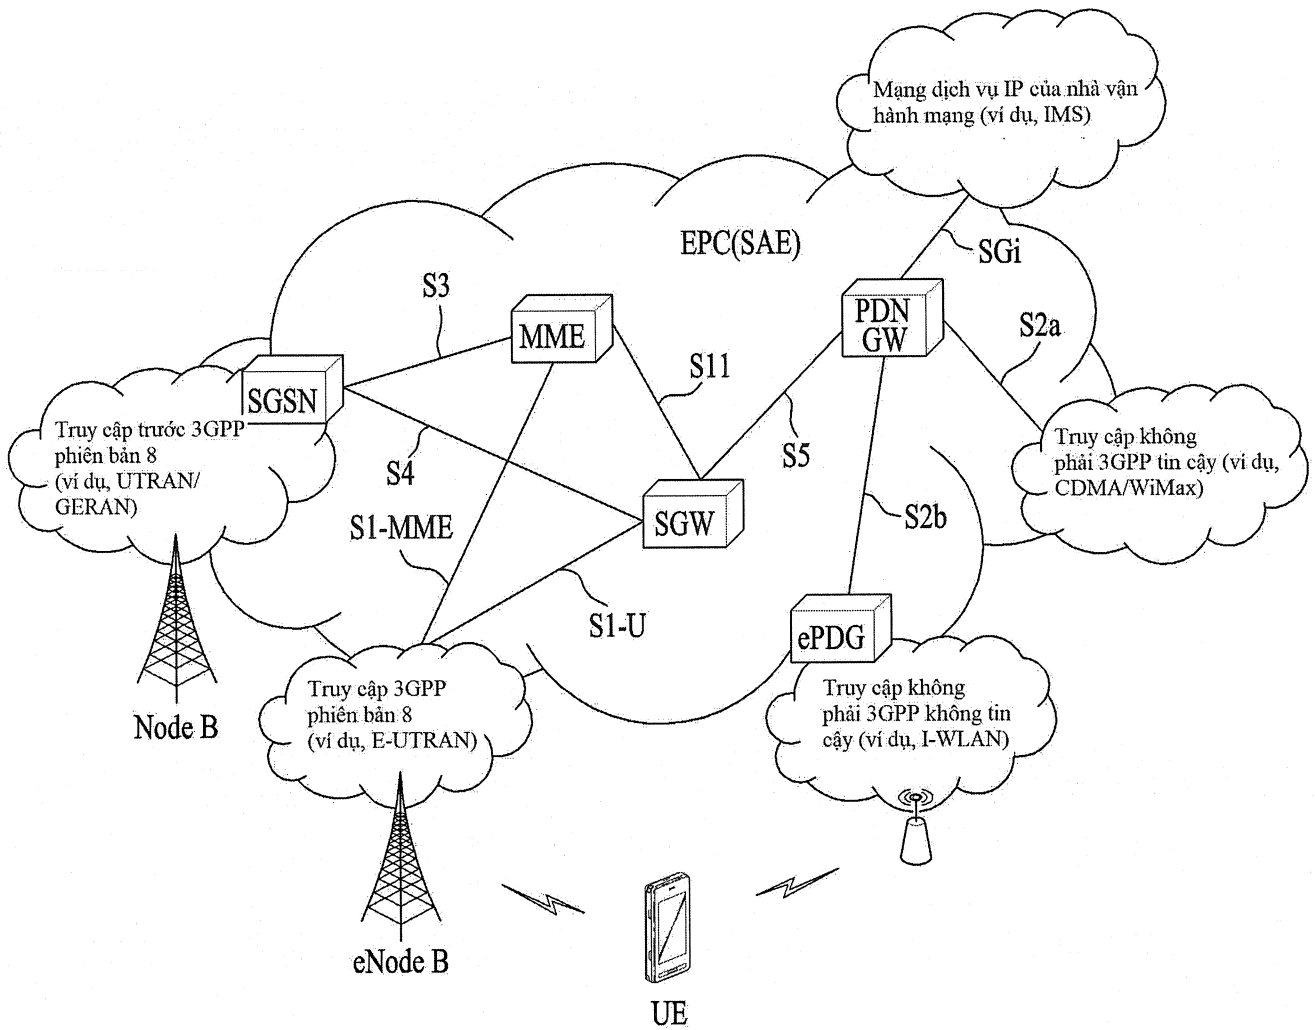 Mạng dịch vụ IP của nhà vận
hành mạng (ví dụ, IMS)
EPC(SAE)
SGi
S3
MME
PDN
GW
S2a
S11
SGSN
Truy cập trước 3GPP
phiên bản 8
(ví dụ, UTRAN/
GERAN)
S4
S5
Truy cập không
phải 3GPP tin cậy (ví dụ,
CDMA/WiMax)
S1-MME
SGW
S2b
S1-U
ePDG
Node B
Truy cập 3GPP
phiên bản 8
(ví dụ, E-UTRAN)
Truy cập không
phải 3GPP không tin
cậy (ví dụ, I-WLAN)
eNode B
UE